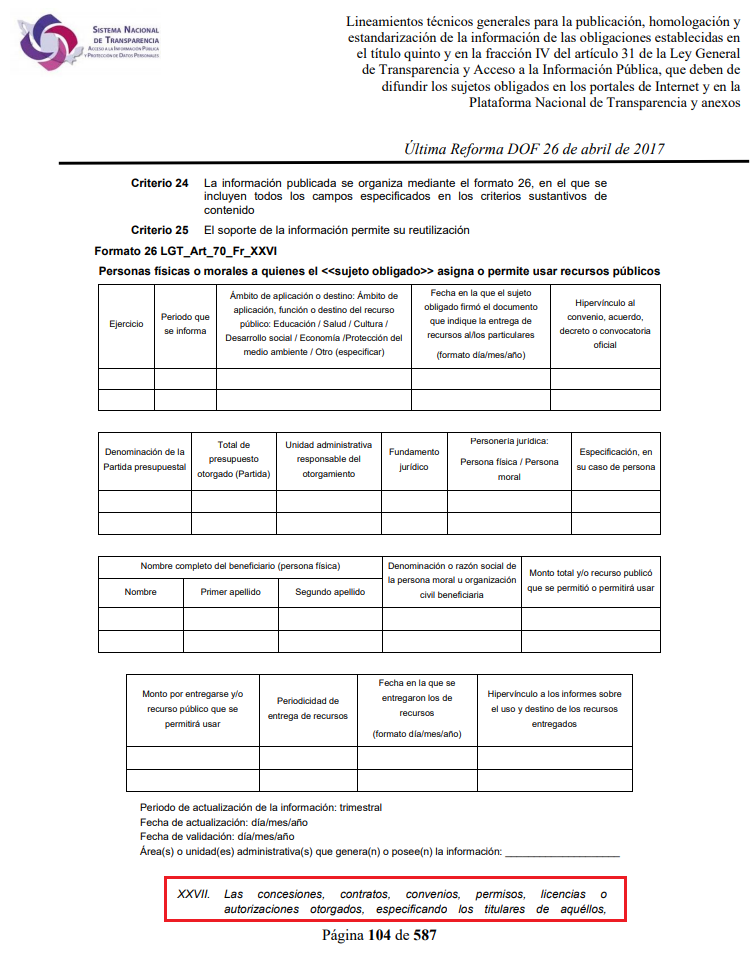 SISTEMA NACIONAL
DE TRANSPARENCIA
ACCESO A LA INFORMACIÓN PÚBLICA
Y PROTECCIÓN DE DATOS PERSONALES
Lineamientos técnicos generales para la publicación, homologación y
estandarización de la información de las obligaciones establecidas en
el título quinto y en la fracción IV del artículo 31 de la Ley General
de Transparencia y Acceso a la Información Pública, que deben de
difundir los sujetos obligados en los portales de Internet y en la
Plataforma Nacional de Transparencia y anexos
Última Reforma DOF 26 de abril de 2017
Criterio 24 La información publicada se organiza mediante el formato 26, en el que se
incluyen todos los campos especificados en los criterios sustantivos de
contenido
Criterio 25 El soporte de la información permite su reutilización
Formato 26 LGT_Art_70_Fr_XXVI
Personas físicas o morales a quienes el <<sujeto obligado>> asigna o permite usar recursos públicos
Ejercicio
Periodo que
se informa
Ámbito de aplicación o destino: Ámbito de
aplicación, función o destino del recurso
público: Educación / Salud / Cultura /
Desarrollo social / Economía /Protección del
medio ambiente / Otro (especificar)
Fecha en la que el sujeto
obligado firmó el documento
que indique la entrega de
recursos al/los particulares
(formato día/mes/año)
Hipervínculo al
convenio, acuerdo,
decreto o convocatoria
oficial
Denominación de la
Partida presupuestal
Total de
presupuesto
otorgado (Partida)
Unidad administrativa
responsable del
otorgamiento
Fundamento
jurídico
Personería jurídica:
Persona física / Persona
moral
Especificación, en
su caso de persona
Nombre completo del beneficiario (persona física)
Nombre
Primer apellido
Segundo apellido
Denominación o razón social de
la persona moral u organización
civil beneficiaria
Monto total y/o recurso publicó
que se permitió o permitirá usar
Monto por entregarse y/o
recurso público que se
permitirá usar
Periodicidad de
entrega de recursos
Fecha en la que se
entregaron los de
recursos
(formato día/mes/año)
Hipervínculo a los informes sobre
el uso y destino de los recursos
entregados
Periodo de actualización de la información: trimestral
Fecha de actualización: día/mes/año
Fecha de validación: día/mes/año
Área(s) o unidad(es) administrativa(s) que genera(n) o posee(n) la información: ___________________
XXVII. Las concesiones, contratos, convenios, permisos, licencias o
autorizaciones otorgados, especificando los titulares de aquéllos,
Página 104 de 587